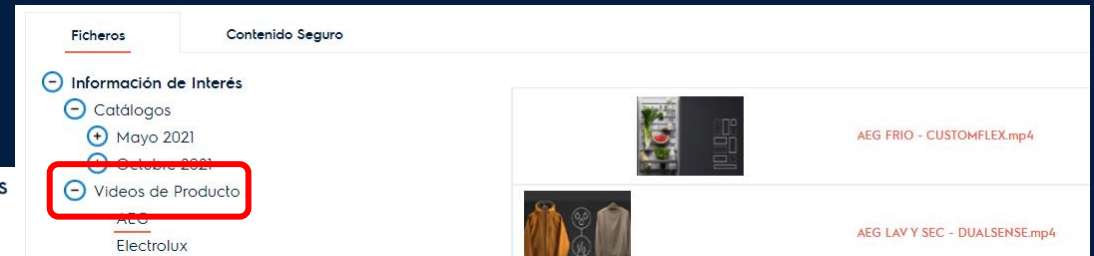 Ficheros
Contenido Seguro
Información de Interés
Catálogos
Mayo 2021
Octubre 2021
Videos de Producto
AEG
Electrolux
AEG FRIO - CUSTOMFLEX.mp4
AEG LAV Y SEC - DUALSENSE.mp4
s